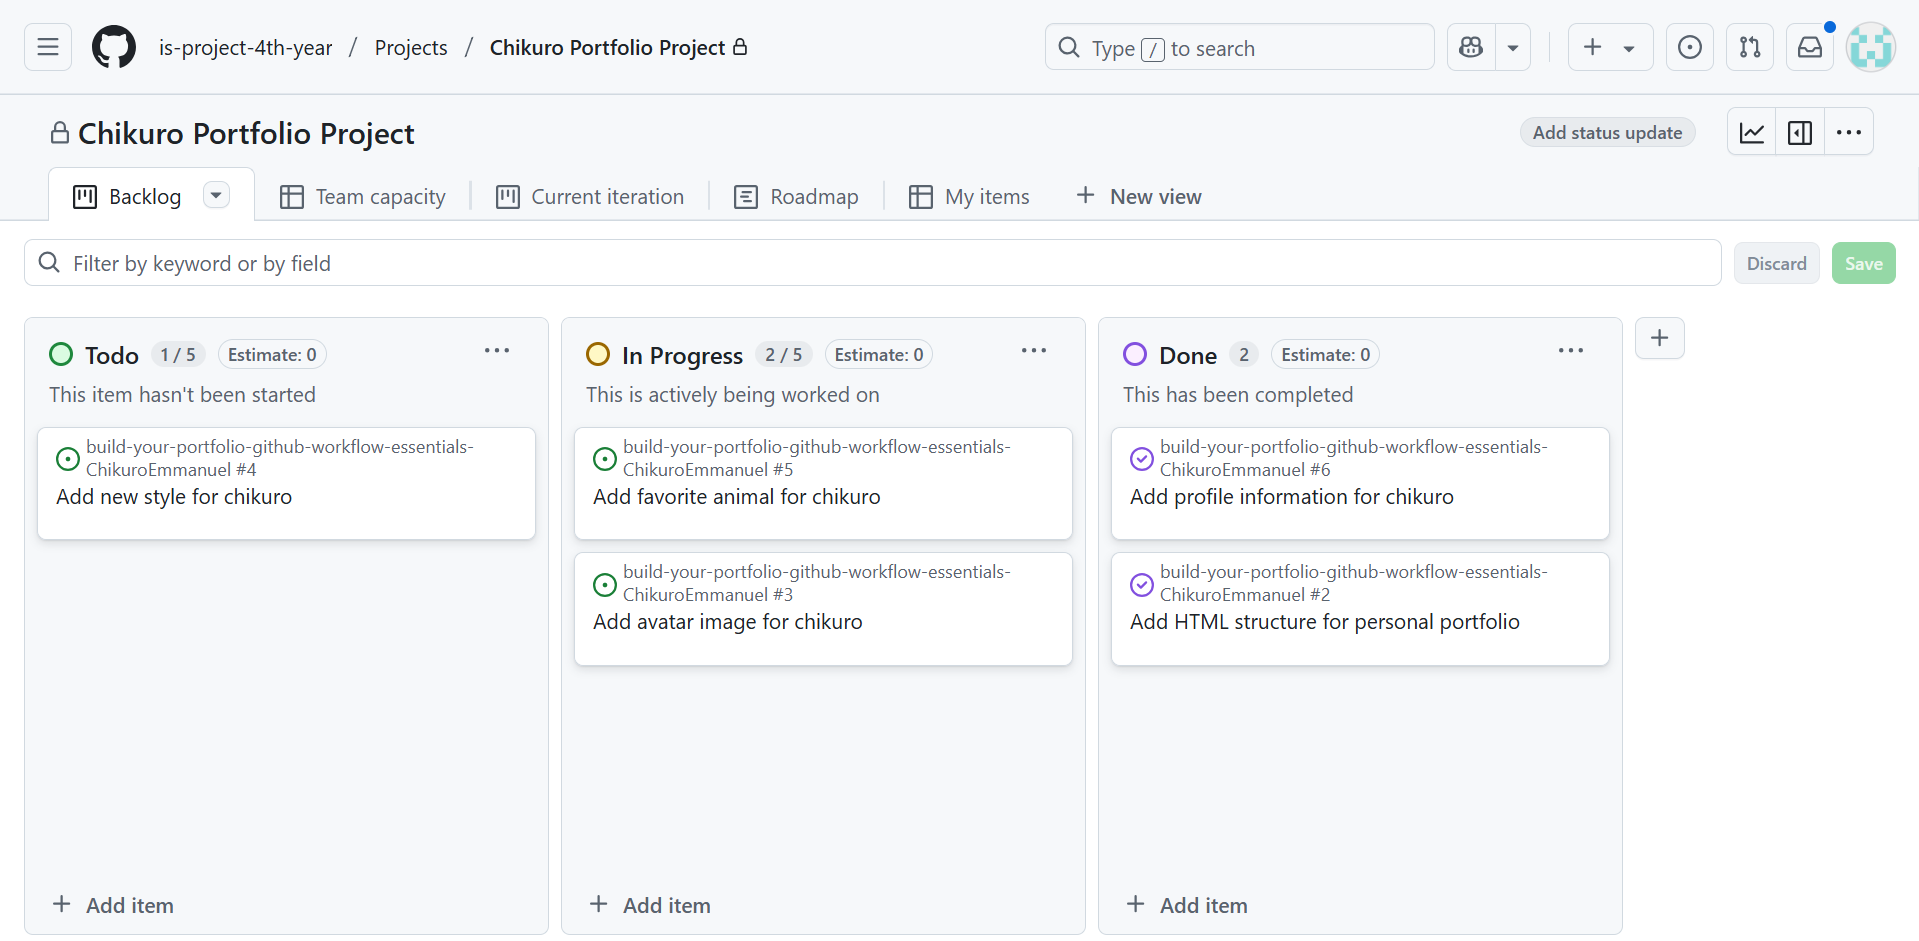 is-project-4th-year / Projects / Chikuro Portfolio Project
Type / to search
Chikuro Portfolio Project
Add status update
Backlog
Team capacity
Current iteration
Roadmap
My items
New view
Filter by keyword or by field
Discard
Save
Todo 1 / 5 Estimate: 0
This item hasn't been started
build-your-portfolio-github-workflow-essentials-
ChikuroEmmanuel #4
Add new style for chikuro
Add item
In Progress 2 / 5 Estimate: 0
This is actively being worked on
build-your-portfolio-github-workflow-essentials-
ChikuroEmmanuel #5
Add favorite animal for chikuro
build-your-portfolio-github-workflow-essentials-
ChikuroEmmanuel #3
Add avatar image for chikuro
Add item
Done 2 Estimate: 0
This has been completed
build-your-portfolio-github-workflow-essentials-
ChikuroEmmanuel #6
Add profile information for chikuro
build-your-portfolio-github-workflow-essentials-
ChikuroEmmanuel #2
Add HTML structure for personal portfolio
Add item